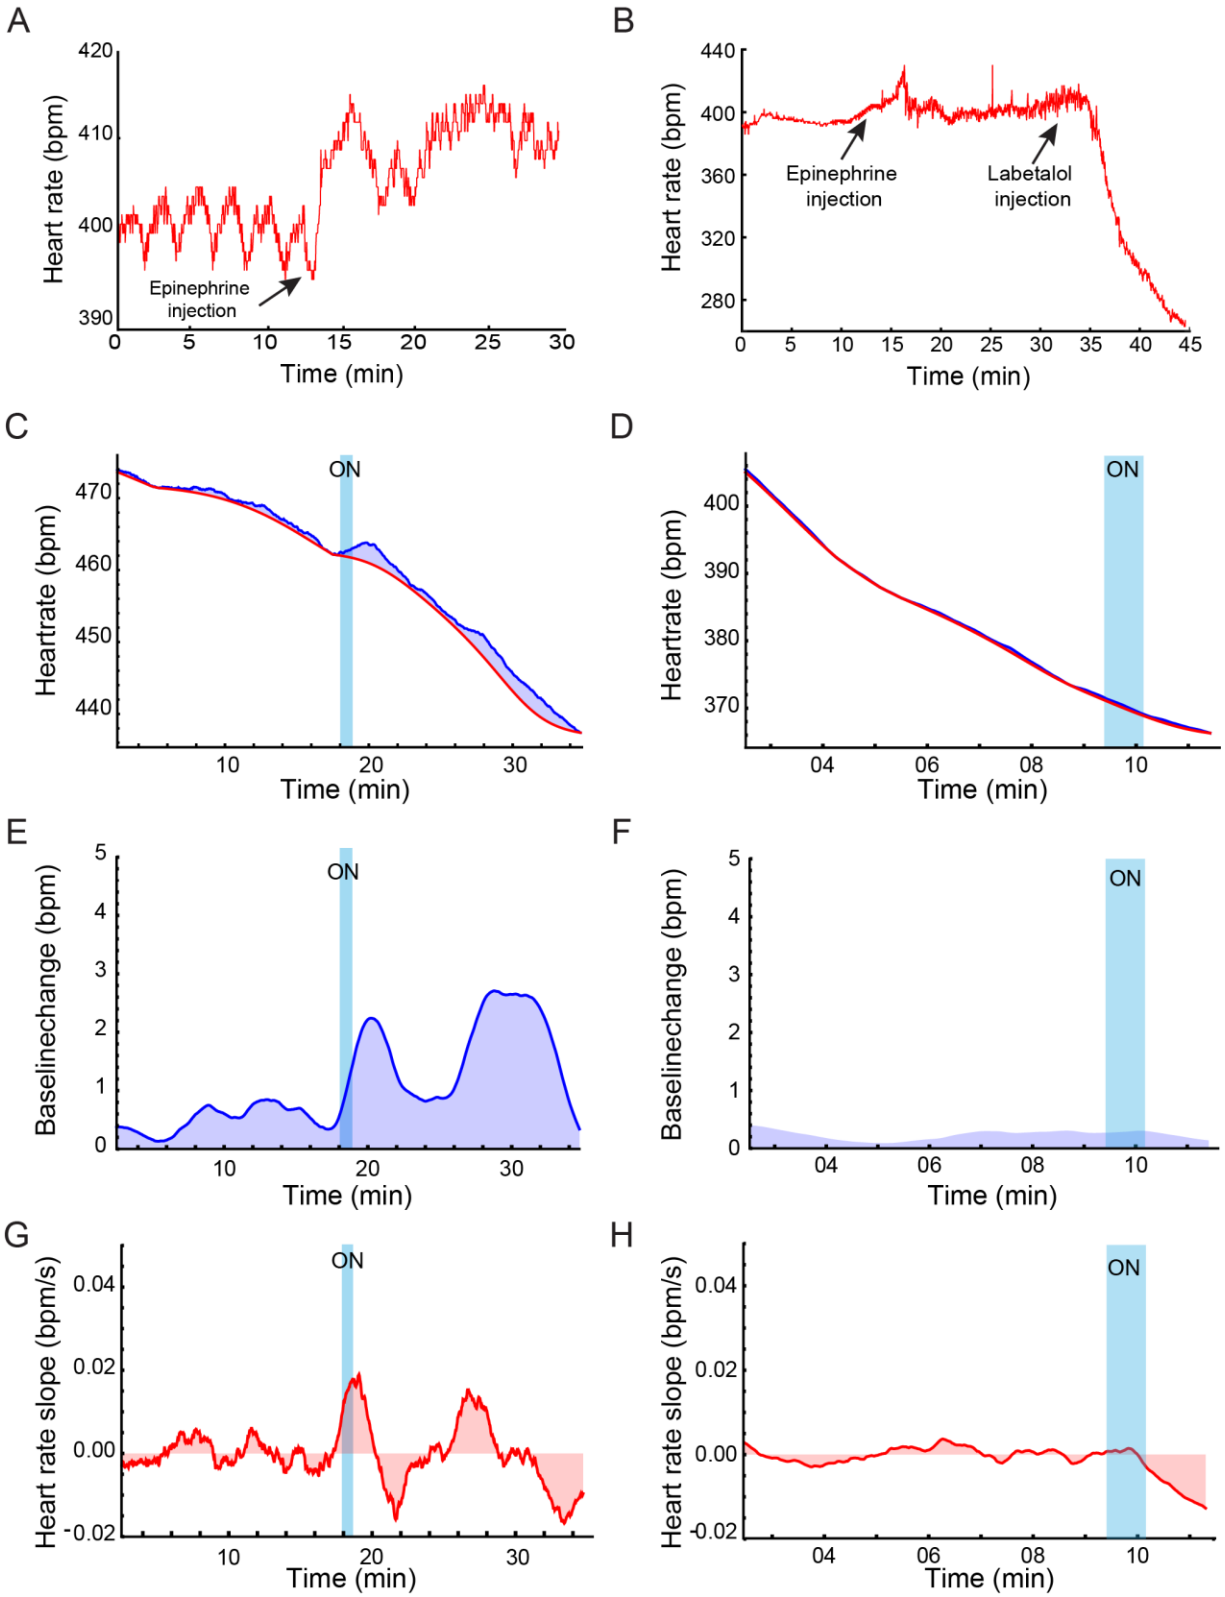 A
420
410
400
390
Heart rate (bpm)
Epinephrine
injection
0 5 10 15 20 25 30
Time (min)
B
440
400
360
320
280
Heart rate (bpm)
Epinephrine
injection
Labetalol
injection
0 5 10 15 20 25 30 35 40 45
Time (min)
C
ON
470
460
450
440
Heartrate (bpm)
10 20 30
Time (min)
D
ON
400
390
380
370
Heartrate (bpm)
04 06 08 10
Time (min)
E
ON
5
4
3
2
1
0
Baselinechange (bpm)
10 20 30
Time (min)
F
ON
5
4
3
2
1
0
Baselinechange (bpm)
04 06 08 10
Time (min)
G
ON
0.04
0.02
0.00
-0.02
Heart rate slope (bpm/s)
10 20 30
Time (min)
H
ON
0.04
0.02
0.00
-0.02
Heart rate slope (bpm/s)
04 06 08 10
Time (min)